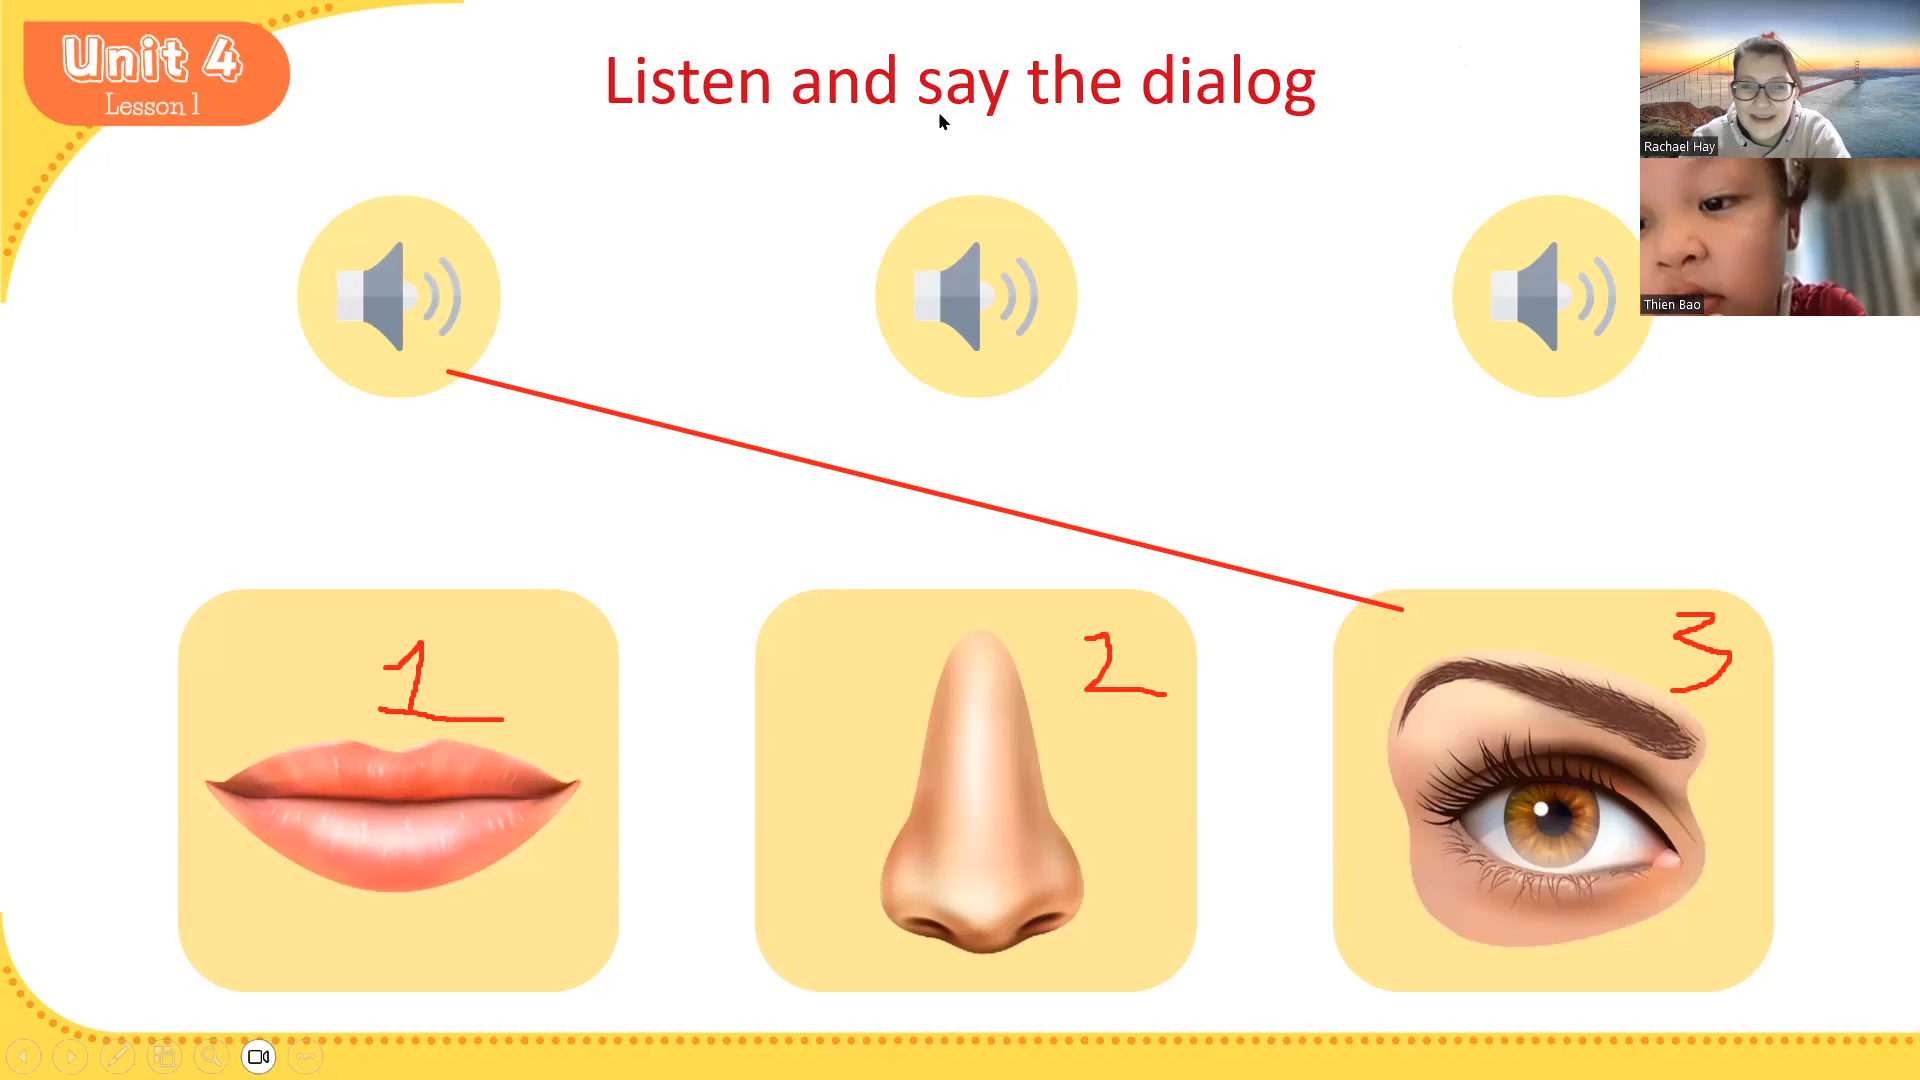 Unit 4
Lesson 1
Listen and say the dialog
Rachael Hay
Thien Bao
1
2
3